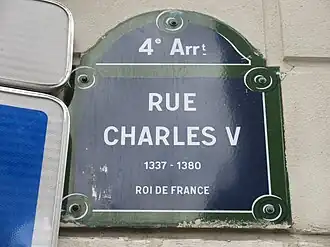 4e Arrt
RUE
CHARLES V
1337 - 1380
ROI DE FRANCE